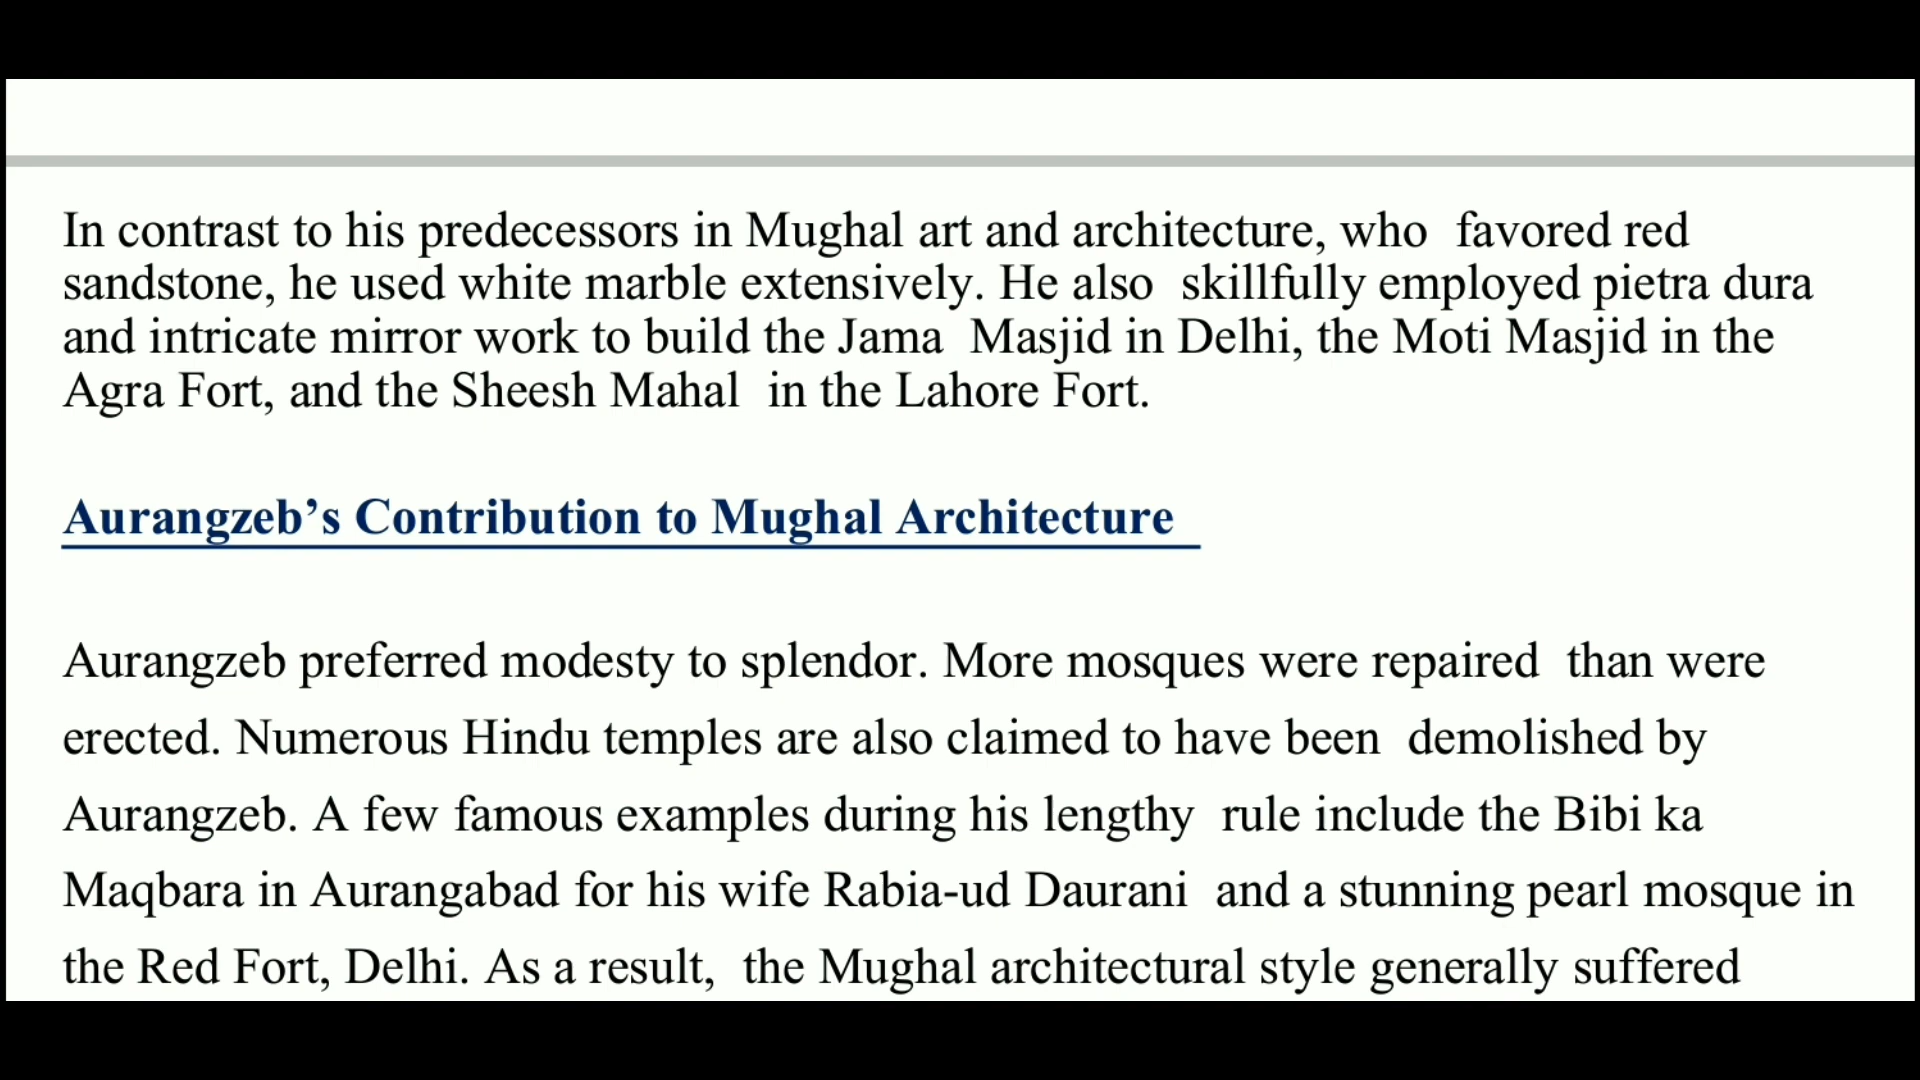 In contrast to his predecessors in Mughal art and architecture, who favored red
sandstone, he used white marble extensively. He also skillfully employed pietra dura
and intricate mirror work to build the Jama Masjid in Delhi, the Moti Masjid in the
Agra Fort, and the Sheesh Mahal in the Lahore Fort.
Aurangzeb’s Contribution to Mughal Architecture
Aurangzeb preferred modesty to splendor. More mosques were repaired than were
erected. Numerous Hindu temples are also claimed to have been demolished by
Aurangzeb. A few famous examples during his lengthy rule include the Bibi ka
Maqbara in Aurangabad for his wife Rabia-ud Daurani and a stunning pearl mosque in
the Red Fort, Delhi. As a result, the Mughal architectural style generally suffered